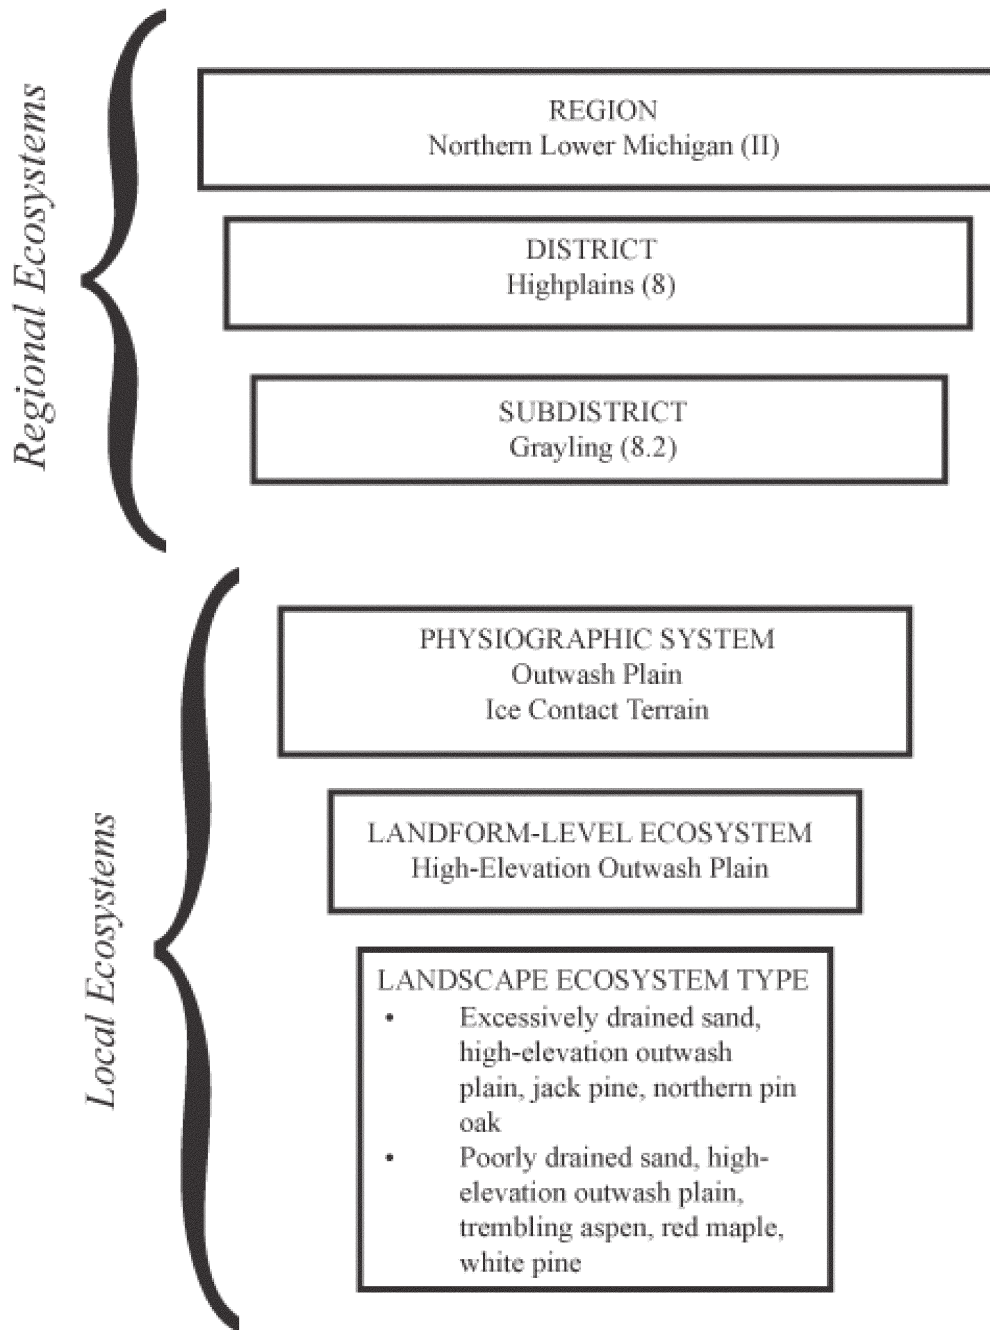 Regional Ecosystems
REGION
Northern Lower Michigan (II)
DISTRICT
Highplains (8)
SUBDISTRICT
Grayling (8.2)
Local Ecosystems
PHYSIOGRAPHIC SYSTEM
Outwash Plain
Ice Contact Terrain
LANDFORM-LEVEL ECOSYSTEM
High-Elevation Outwash Plain
LANDSCAPE ECOSYSTEM TYPE
• Excessively drained sand,
high-elevation outwash
plain, jack pine, northern pin
oak
• Poorly drained sand, high-
elevation outwash plain,
trembling aspen, red maple,
white pine